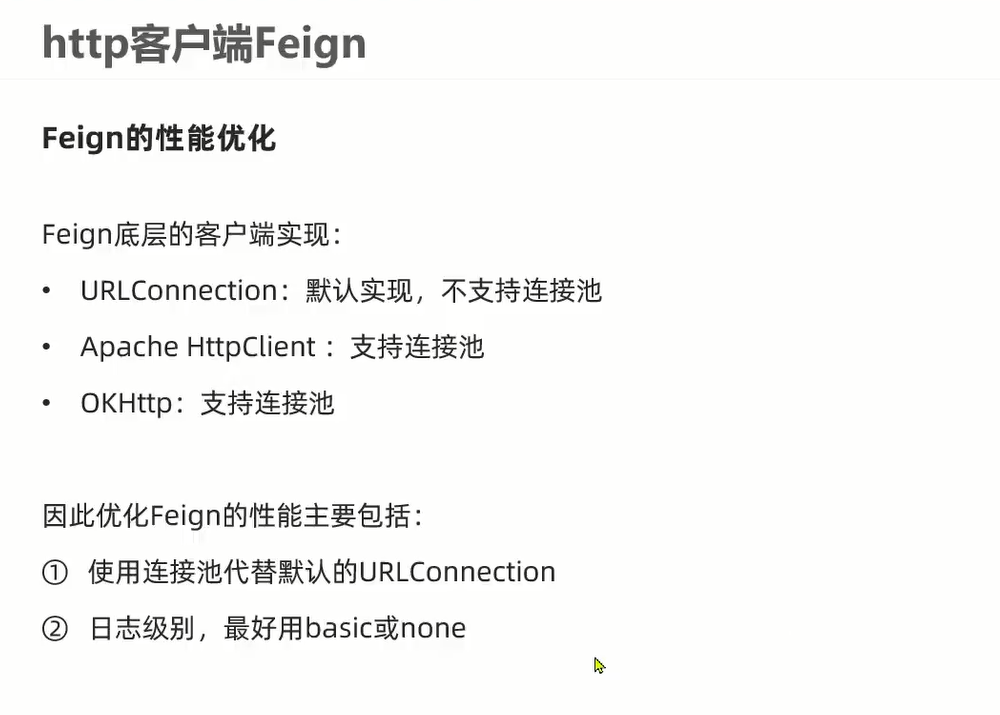 http客户端Feign
Feign的性能优化
Feign底层的客户端实现：
• URLConnection：默认实现，不支持连接池
• Apache HttpClient ：支持连接池
• OKHttp：支持连接池
因此优化Feign的性能主要包括：
① 使用连接池代替默认的URLConnection
② 日志级别，最好用basic或none